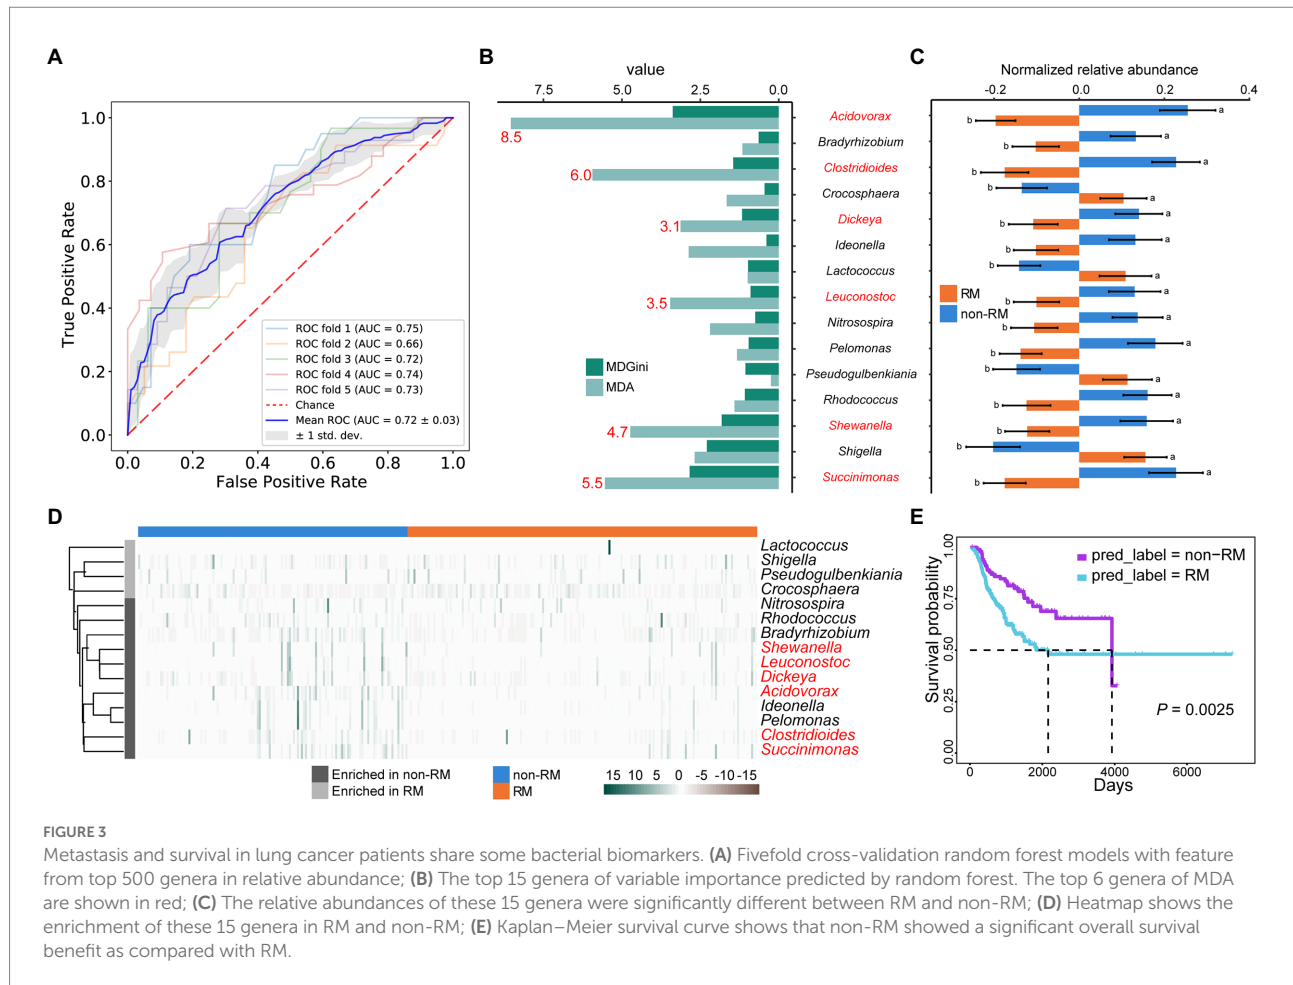 A
True Positive Rate
1.0
0.8
0.6
0.4
0.2
0.0
0.0
0.2
0.4
0.6
0.8
1.0
False Positive Rate
ROC fold 1 (AUC = 0.75)
ROC fold 2 (AUC = 0.66)
ROC fold 3 (AUC = 0.72)
ROC fold 4 (AUC = 0.74)
ROC fold 5 (AUC = 0.73)
Chance
Mean ROC (AUC = 0.72 ± 0.03)
± 1 std. dev.
B
value
7.5
5.0
2.5
0.0
8.5
6.0
3.1
3.5
4.7
5.5
MDGini
MDA
Acidovorax
Bradyrhizobium
Clostridioides
Crocosphaera
Dickeya
Ideonella
Lactococcus
Leuconostoc
Nitrosospira
Pelomonas
Pseudogulbenkiania
Rhodococcus
Shewanella
Shigella
Succinimonas
C
Normalized relative abundance
-0.2
0.0
0.2
0.4
a
b
a
b
a
b
b
a
a
b
a
b
b
a
a
b
a
b
a
b
b
a
a
b
a
b
b
a
a
b
RM
non-RM
D
Lactococcus
Shigella
Pseudogulbenkiania
Crocosphaera
Nitrosospira
Rhodococcus
Bradyrhizobium
Shewanella
Leuconostoc
Dickeya
Acidovorax
Ideonella
Pelomonas
Clostridioides
Succinimonas
Enriched in non-RM
Enriched in RM
non-RM
RM
15 10 5 0 -5 -10 -15
E
Survival probability
1.00
0.75
0.50
0.25
0.00
pred_label = non−RM
pred_label = RM
P = 0.0025
0
2000
4000
6000
Days
FIGURE 3
Metastasis and survival in lung cancer patients share some bacterial biomarkers. (A) Fivefold cross-validation random forest models with feature
from top 500 genera in relative abundance; (B) The top 15 genera of variable importance predicted by random forest. The top 6 genera of MDA
are shown in red; (C) The relative abundances of these 15 genera were significantly different between RM and non-RM; (D) Heatmap shows the
enrichment of these 15 genera in RM and non-RM; (E) Kaplan–Meier survival curve shows that non-RM showed a significant overall survival
benefit as compared with RM.